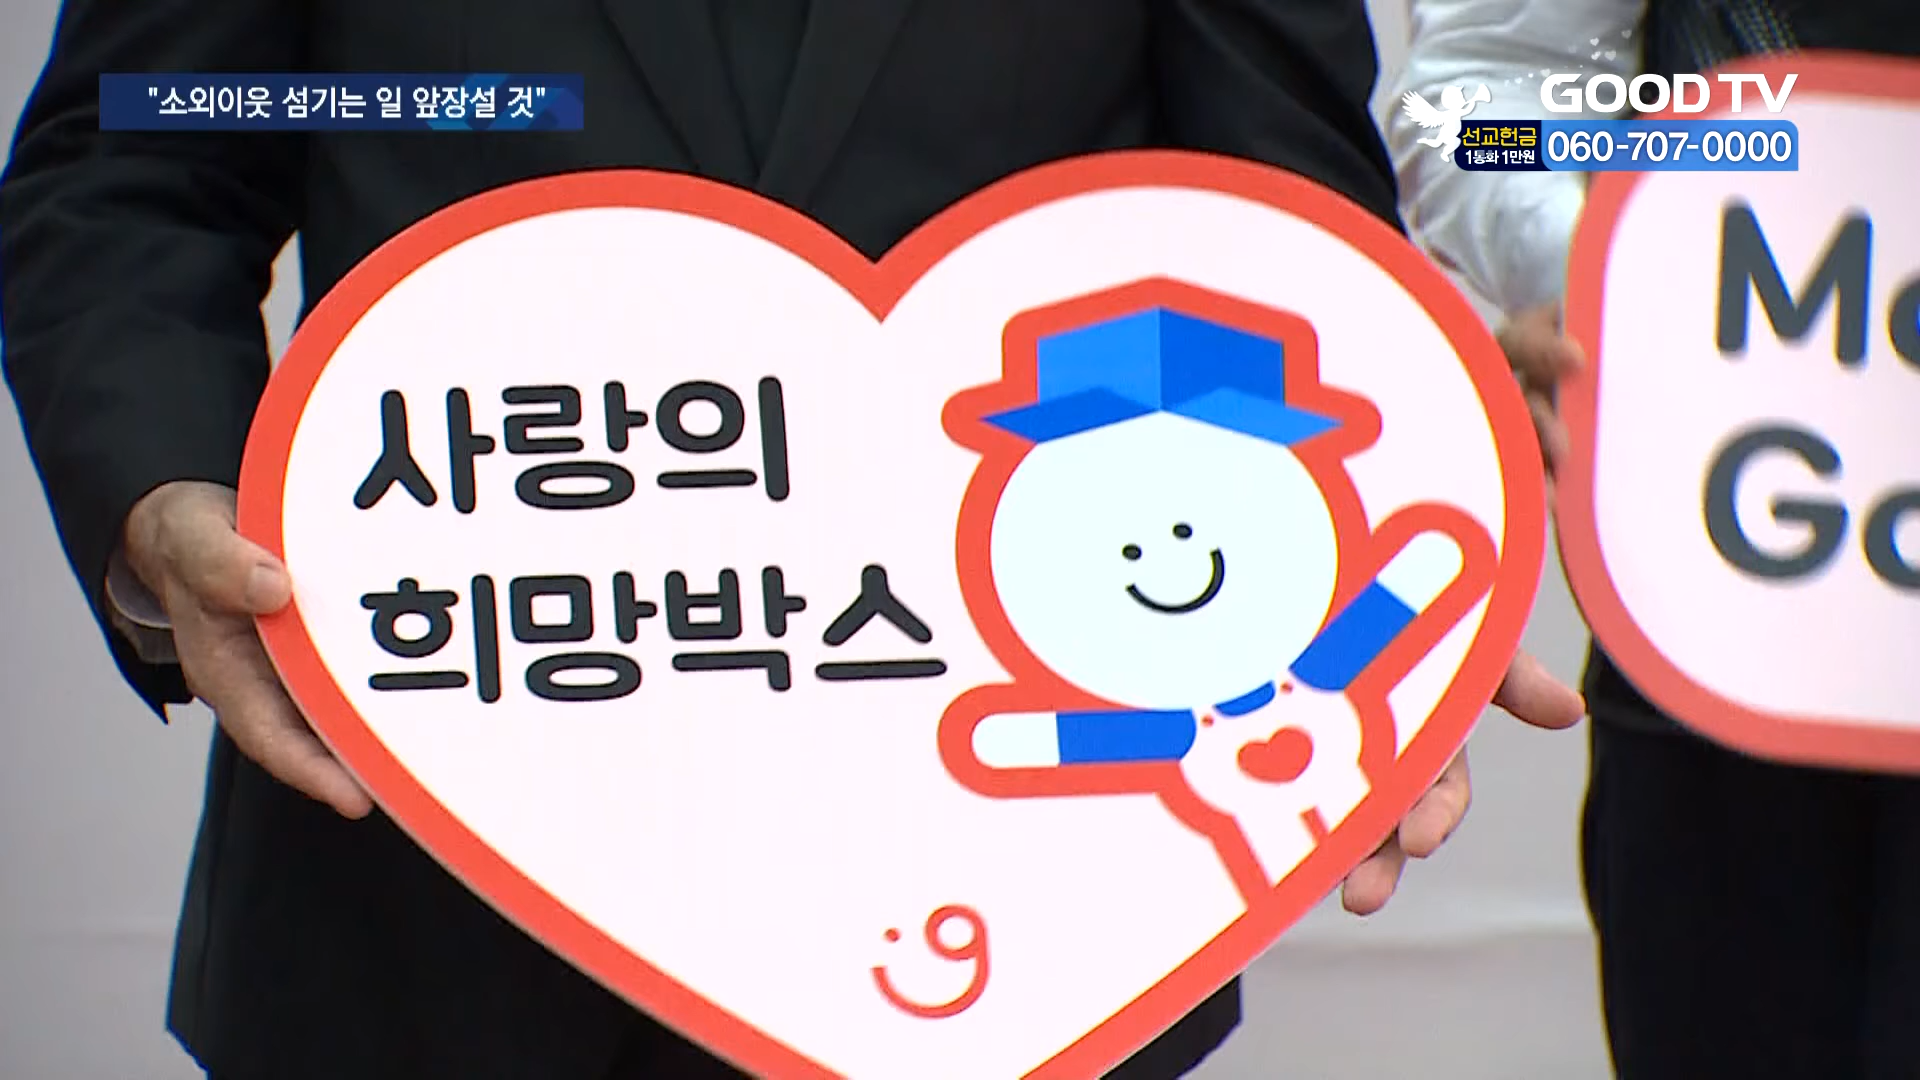 "소외이웃 섬기는 일 앞장설 것"
GOOD TV
선교헌금
1통화 1만원
060-707-0000
사랑의
희망박스